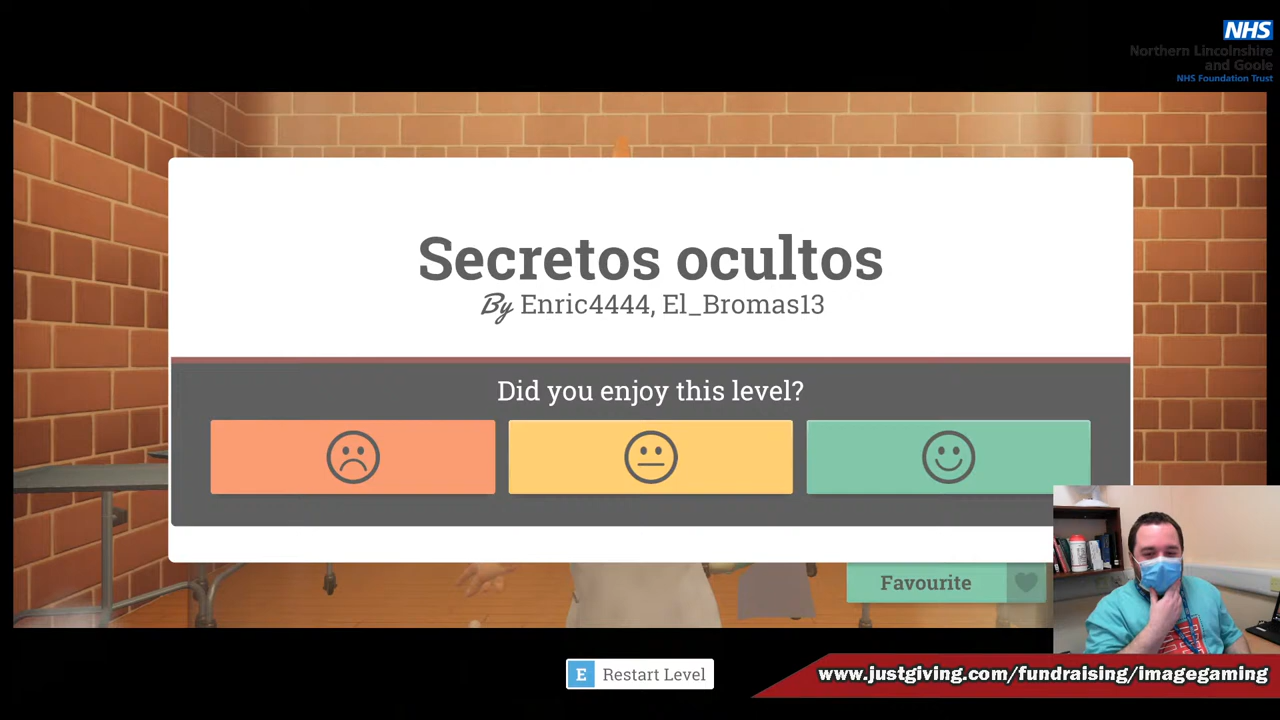 NHS
Northern Lincolnshire
and Goole
NHS Foundation Trust
Secretos ocultos
By Enric4444, El_Bromas13
Did you enjoy this level?
Favourite
E Restart Level
www.justgiving.com/fundraising/imagegaming